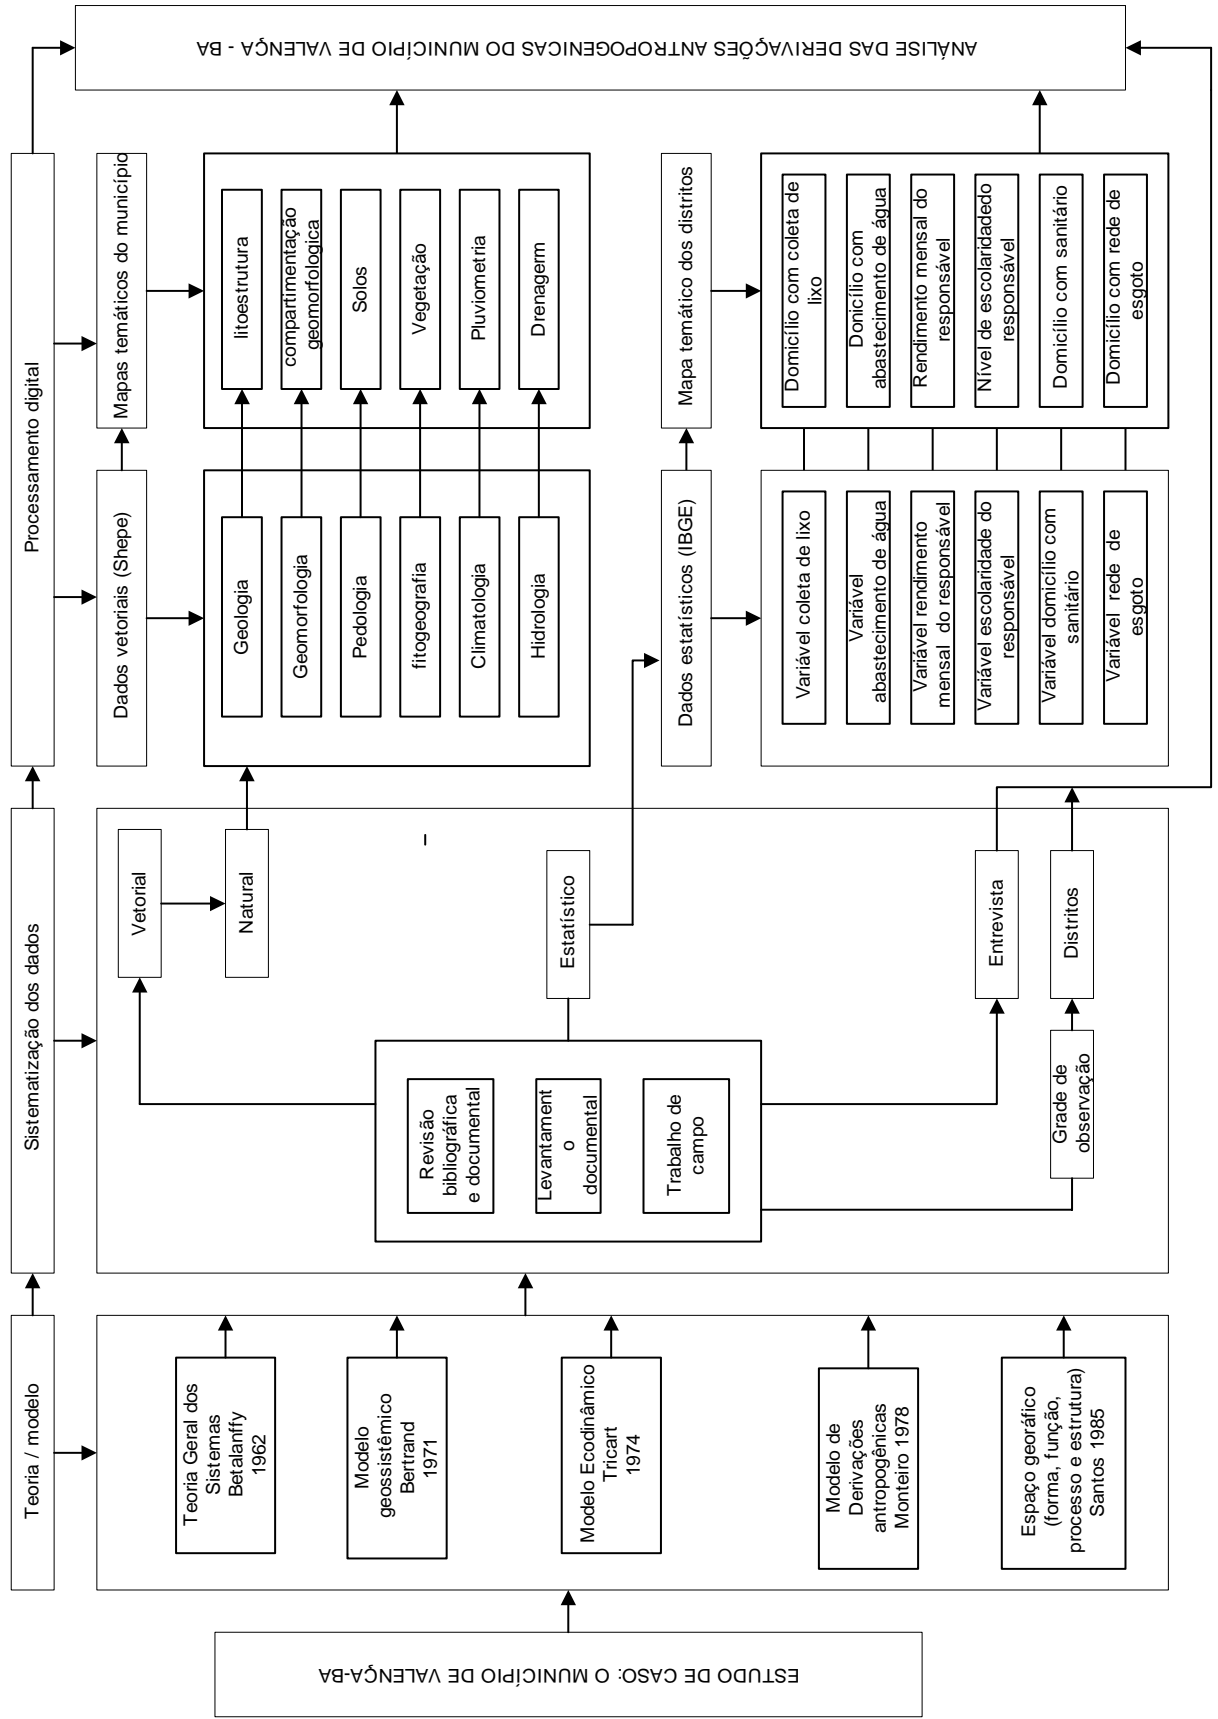 ESTUDO DE CASO: O MUNICÍPIO DE VALENÇA-BA
Teoria / modelo
Teoria Geral dos
Sistemas
Betalanffy
1962
Modelo
geossistêmico
Bertrand
1971
Modelo Ecodinâmico
Tricart
1974
Modelo de
Derivações
antropogênicas
Monteiro 1978
Espaço georáfico
(forma, função,
processo e estrutura)
Santos 1985
Sistematização dos dados
Vetorial
Natural
Revisão
bibliográfica
e documental
Levantament
o
documental
Trabalho de
campo
Estatístico
Entrevista
Grade de
observação
Distritos
Processamento digital
Dados vetoriais (Shepe)
Mapas temáticos do município
Geologia
Geomorfologia
Pedologia
fitogeografia
Climatologia
Hidrologia
litoestrutura
compartimentação
geomorfologica
Solos
Vegetação
Pluviometria
Drenagerm
Dados estatísticos (IBGE)
Mapa temático dos distritos
Variável coleta de lixo
Variável
abastecimento de água
Variável rendimento
mensal do responsável
Variável escolaridade do
responsável
Variável domicílio com
sanitário
Variável rede de
esgoto
Domicílio com coleta de
lixo
Donicílio com
abastecimento de água
Rendimento mensal do
responsável
Nível de escolaridadedo
responsável
Domicílio com sanitário
Domicílio com rede de
esgoto
ANÁLISE DAS DERIVAÇÕES ANTROPOGENICAS DO MUNICÍPIO DE VALENÇA - BA